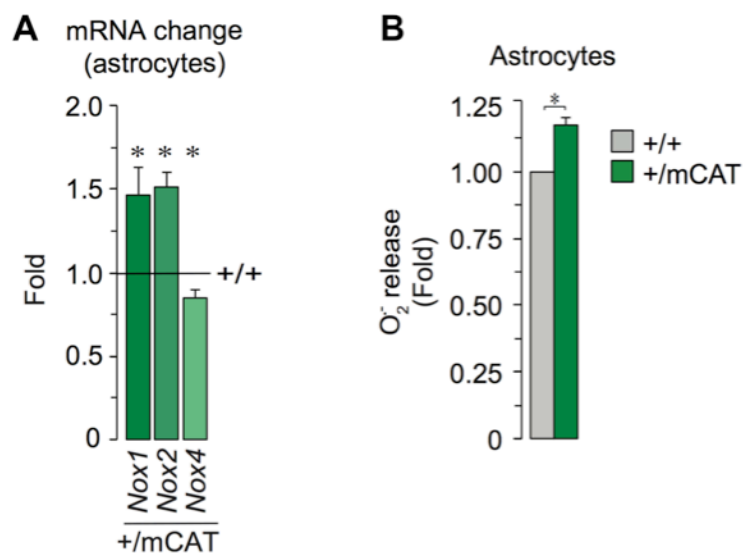 A
mRNA change
(astrocytes)
2.0
1.5
1.0
0.5
0
Fold
* * *
+/+
Nox1
Nox2
Nox4
+/mCAT
B
Astrocytes
*
1.25
1.00
0.75
0.50
0.25
0
O₂·⁻ release
(Fold)
+/+
+/mCAT